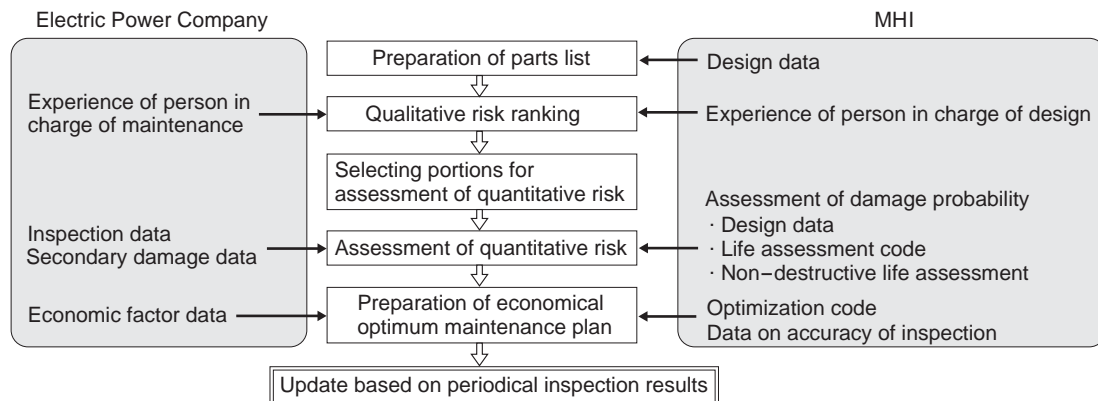 Electric Power Company
MHI
Preparation of parts list
Design data
Experience of person in
charge of maintenance
Qualitative risk ranking
Experience of person in charge of design
Selecting portions for
assessment of quantitative risk
Inspection data
Secondary damage data
Assessment of quantitative risk
Assessment of damage probability
· Design data
· Life assessment code
· Non−destructive life assessment
Economic factor data
Preparation of economical
optimum maintenance plan
Optimization code
Data on accuracy of inspection
Update based on periodical inspection results